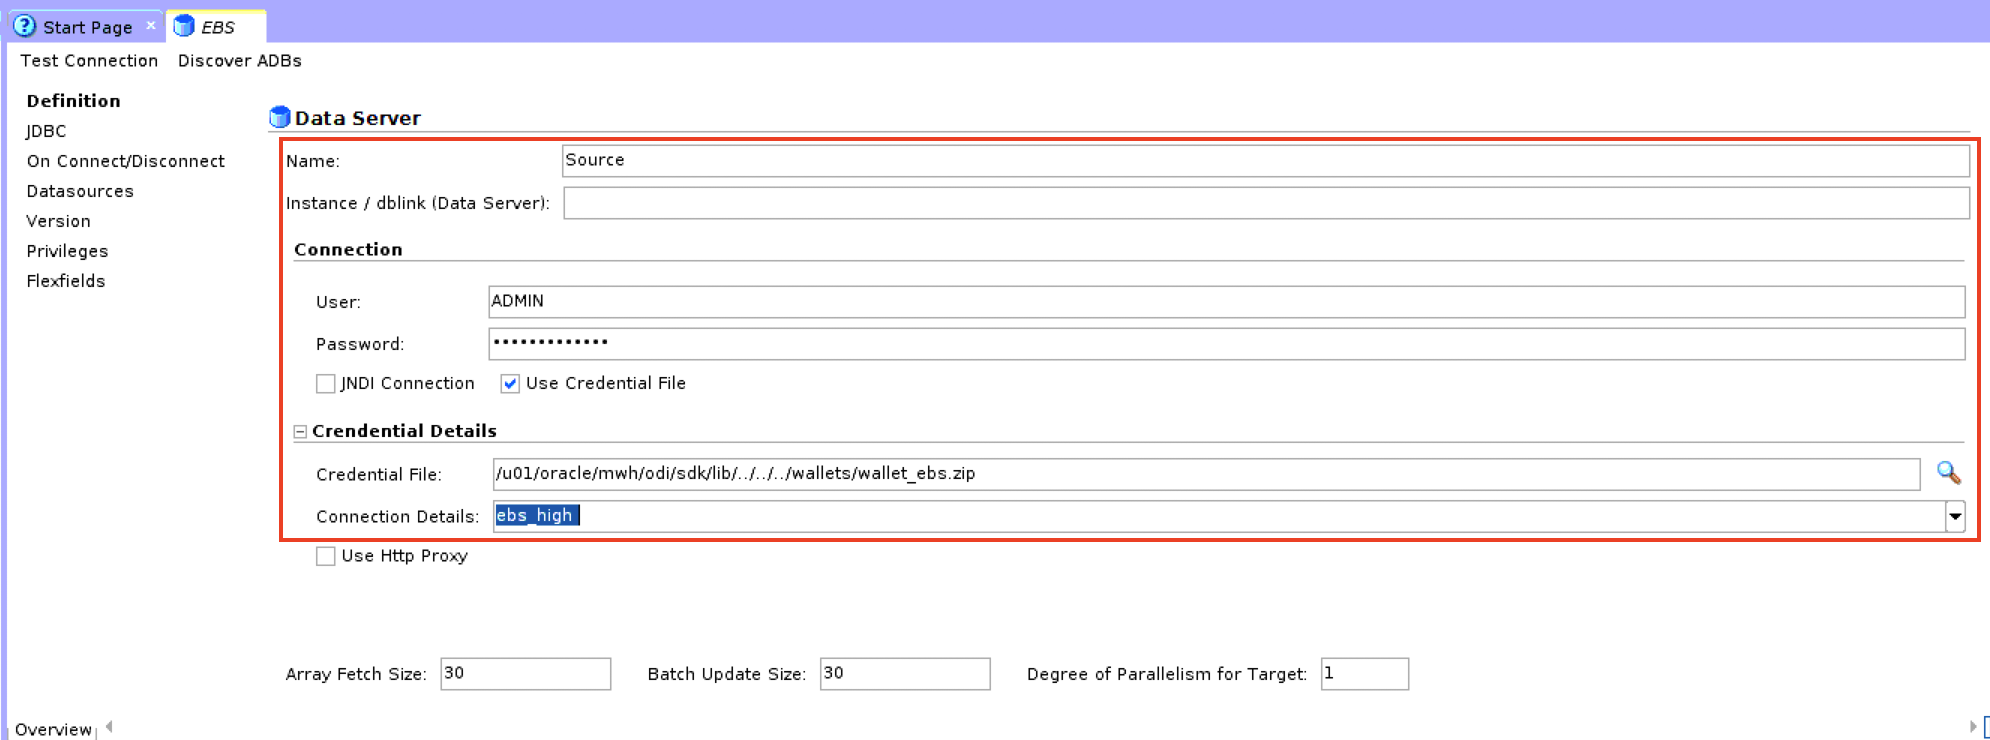 Start Page
EBS
Test Connection Discover ADBs
Definition
JDBC
On Connect/Disconnect
Datasources
Version
Privileges
Flexfields
Data Server
Name: Source
Instance / dblink (Data Server):
Connection
User: ADMIN
Password: •••••••••••••
JNDI Connection Use Credential File
Crendential Details
Credential File: /u01/oracle/mwh/odi/sdk/lib/../../../wallets/wallet_ebs.zip
Connection Details: ebs_high
Use Http Proxy
Array Fetch Size: 30 Batch Update Size: 30 Degree of Parallelism for Target: 1
Overview